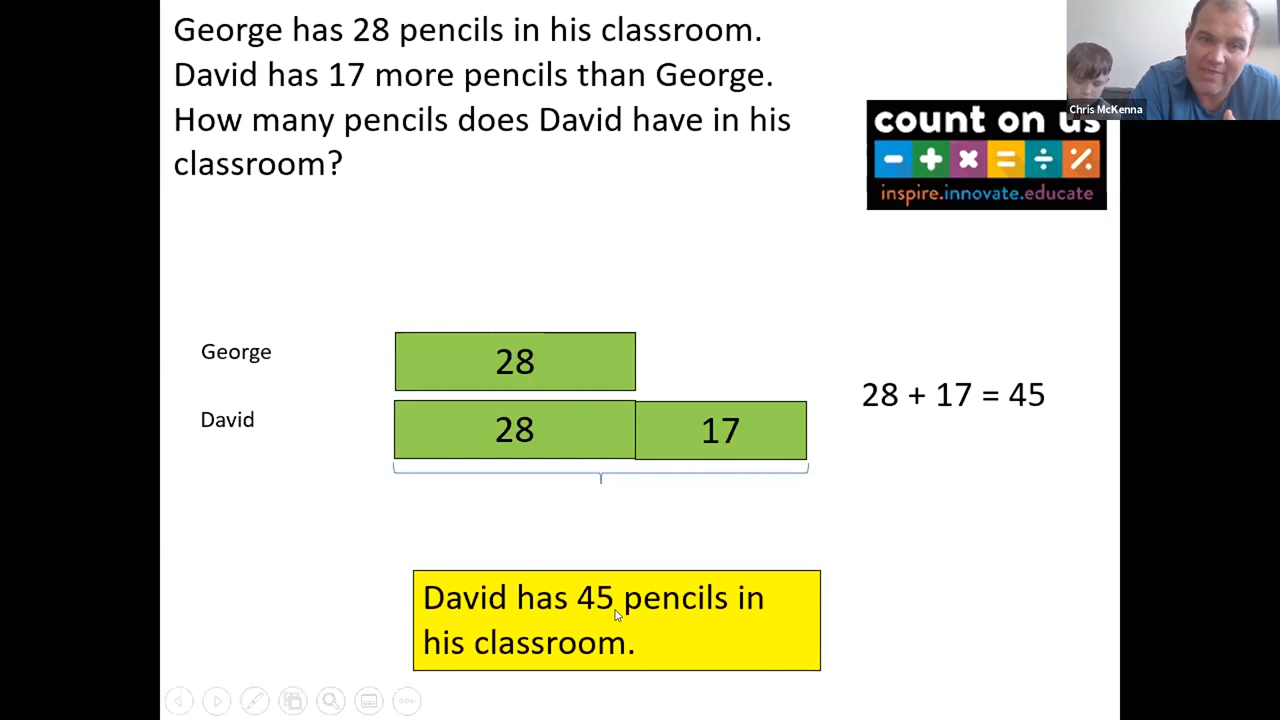 George has 28 pencils in his classroom.
David has 17 more pencils than George.
How many pencils does David have in his
classroom?
Chris McKenna
count on us
- + × = ÷ %
inspire.innovate.educate
George
28
David
28
17
28 + 17 = 45
David has 45 pencils in
his classroom.